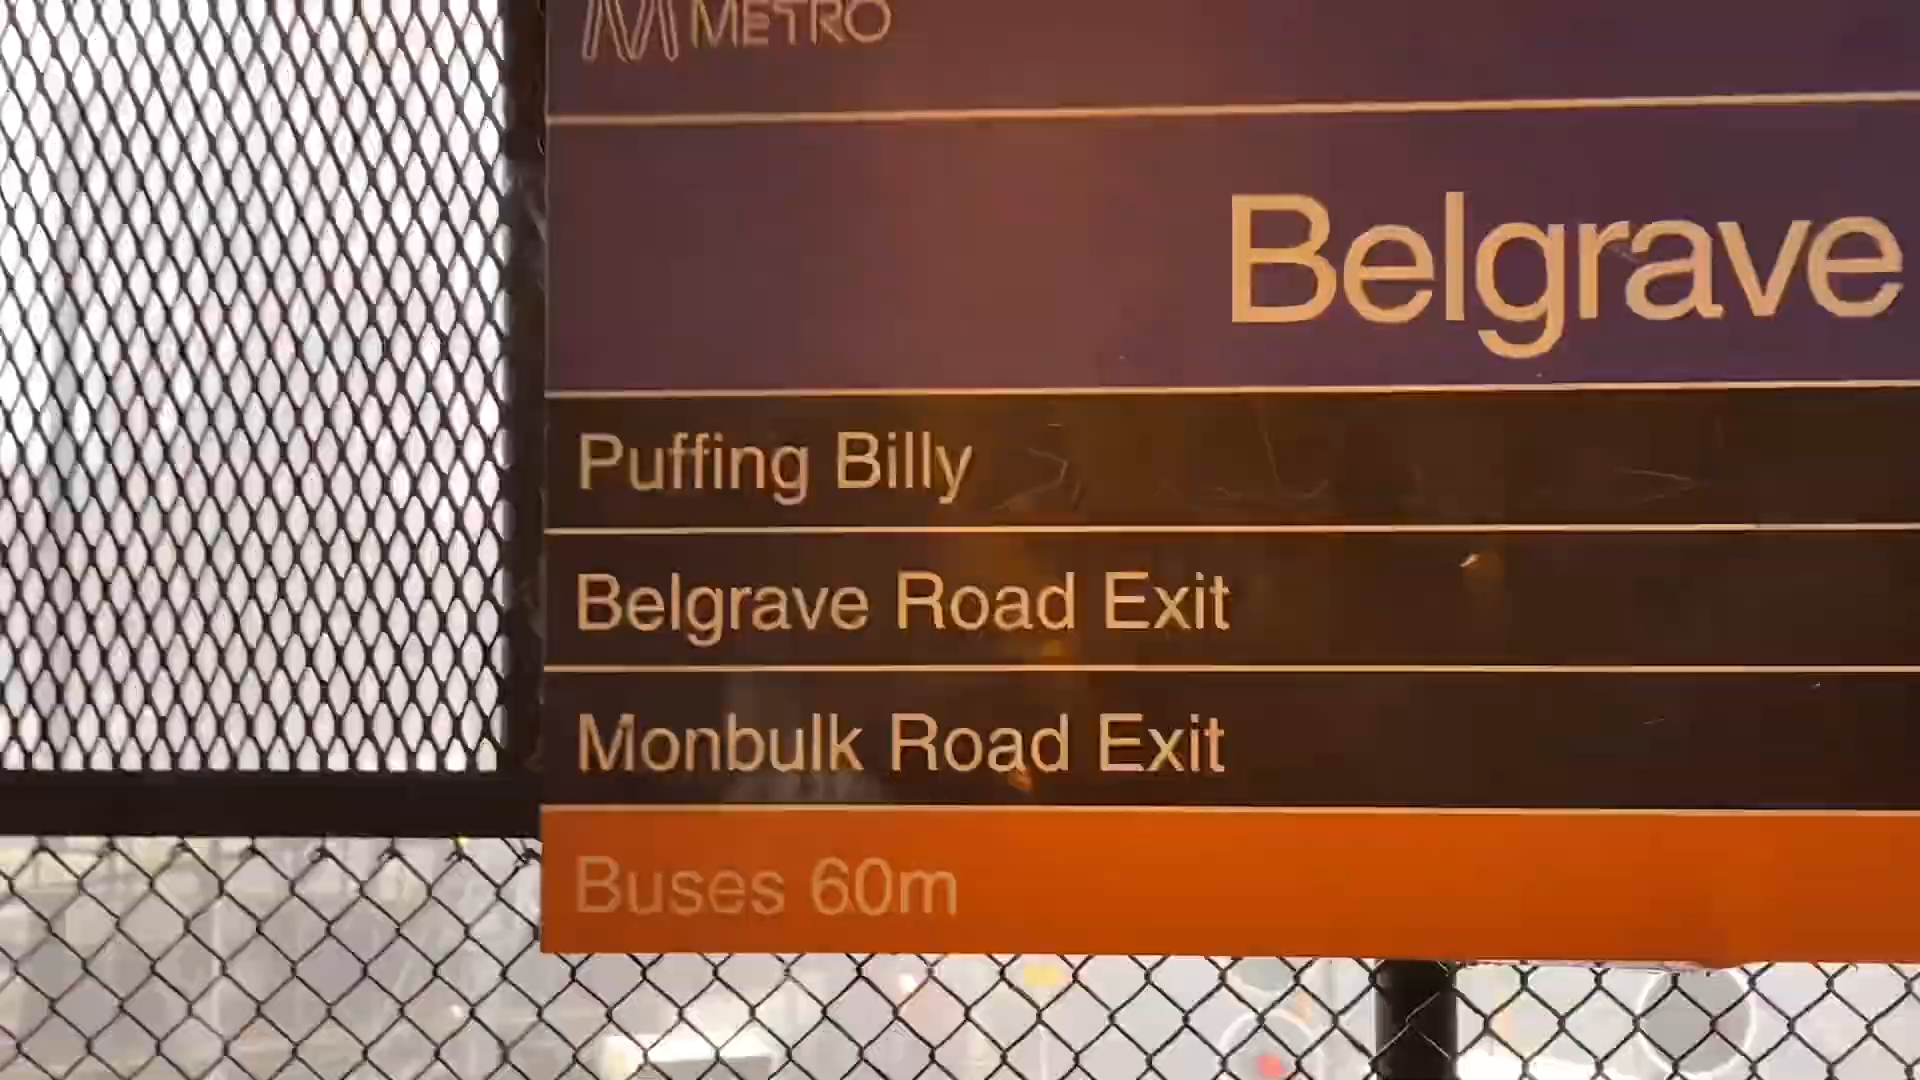 METRO
Belgrave
Puffing Billy
Belgrave Road Exit
Monbulk Road Exit
Buses 60m